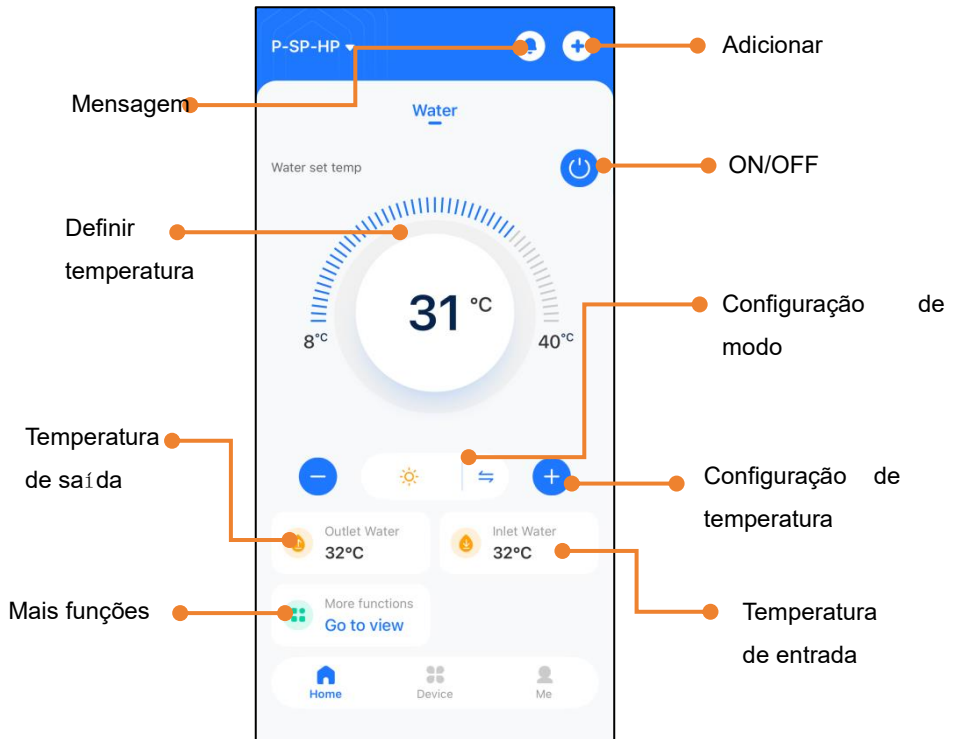 P-SP-HP
Adicionar
Mensagem
Water
Water set temp
ON/OFF
Definir
temperatura
31 °C
8°C
40°C
Configuração de
modo
Temperatura
de saída
Configuração de
temperatura
Outlet Water
32°C
Inlet Water
32°C
Mais funções
More functions
Go to view
Temperatura
de entrada
Home
Device
Me